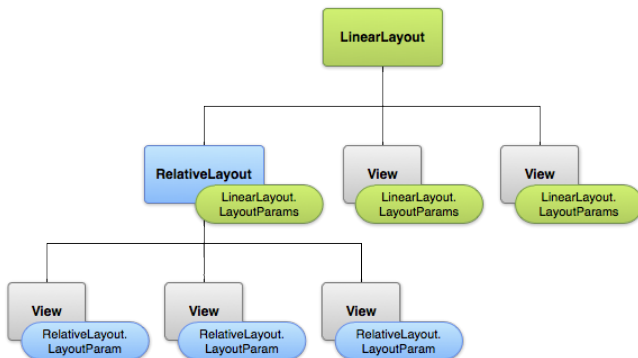 LinearLayout
RelativeLayout
LinearLayout.
LayoutParams
View
LinearLayout.
LayoutParams
View
LinearLayout.
LayoutParams
View
RelativeLayout.
LayoutParam
View
RelativeLayout.
LayoutParam
View
RelativeLayout.
LayoutParam